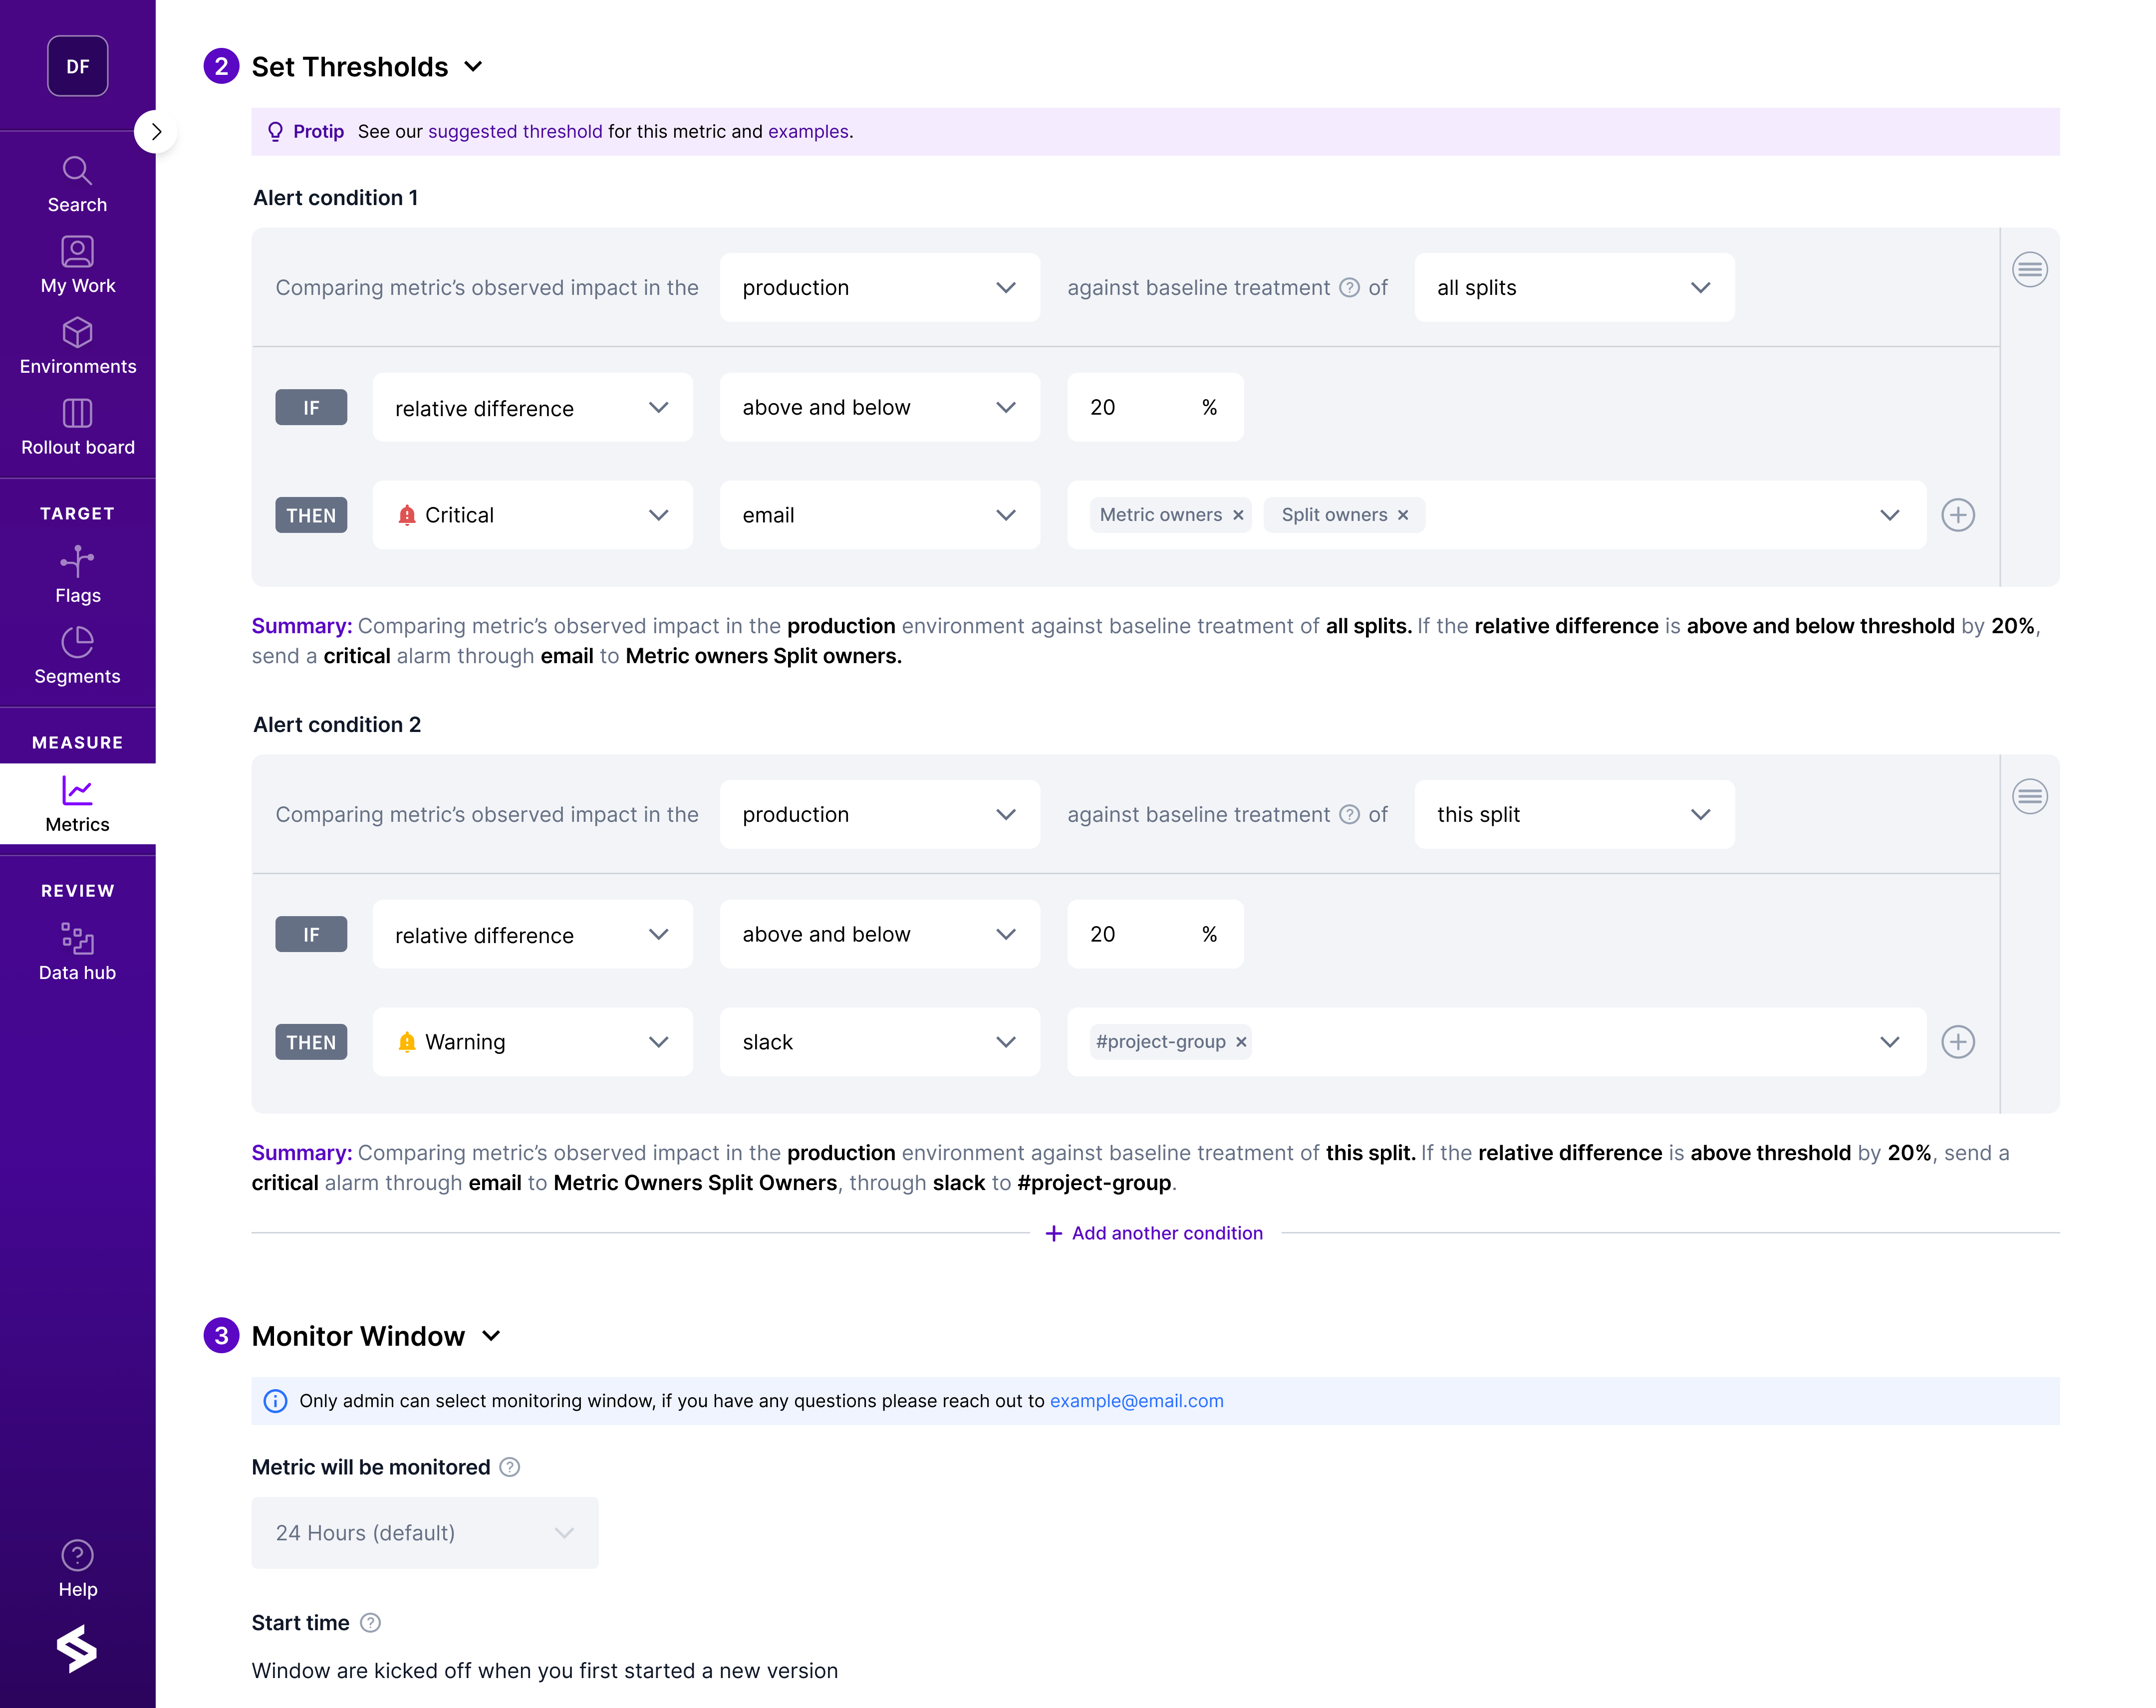 DF
Search
My Work
Environments
Rollout board
TARGET
Flags
Segments
MEASURE
Metrics
REVIEW
Data hub
Help
2 Set Thresholds
Protip See our suggested threshold for this metric and examples.
Alert condition 1
Comparing metric’s observed impact in the production against baseline treatment ? of all splits
IF relative difference above and below 20 %
THEN Critical email Metric owners × Split owners ×
Summary: Comparing metric’s observed impact in the production environment against baseline treatment of all splits. If the relative difference is above and below threshold by 20%,
send a critical alarm through email to Metric owners Split owners.
Alert condition 2
Comparing metric’s observed impact in the production against baseline treatment ? of this split
IF relative difference above and below 20 %
THEN Warning slack #project-group ×
Summary: Comparing metric’s observed impact in the production environment against baseline treatment of this split. If the relative difference is above threshold by 20%, send a
critical alarm through email to Metric Owners Split Owners, through slack to #project-group.
+ Add another condition
3 Monitor Window
Only admin can select monitoring window, if you have any questions please reach out to example@email.com
Metric will be monitored ?
24 Hours (default)
Start time ?
Window are kicked off when you first started a new version